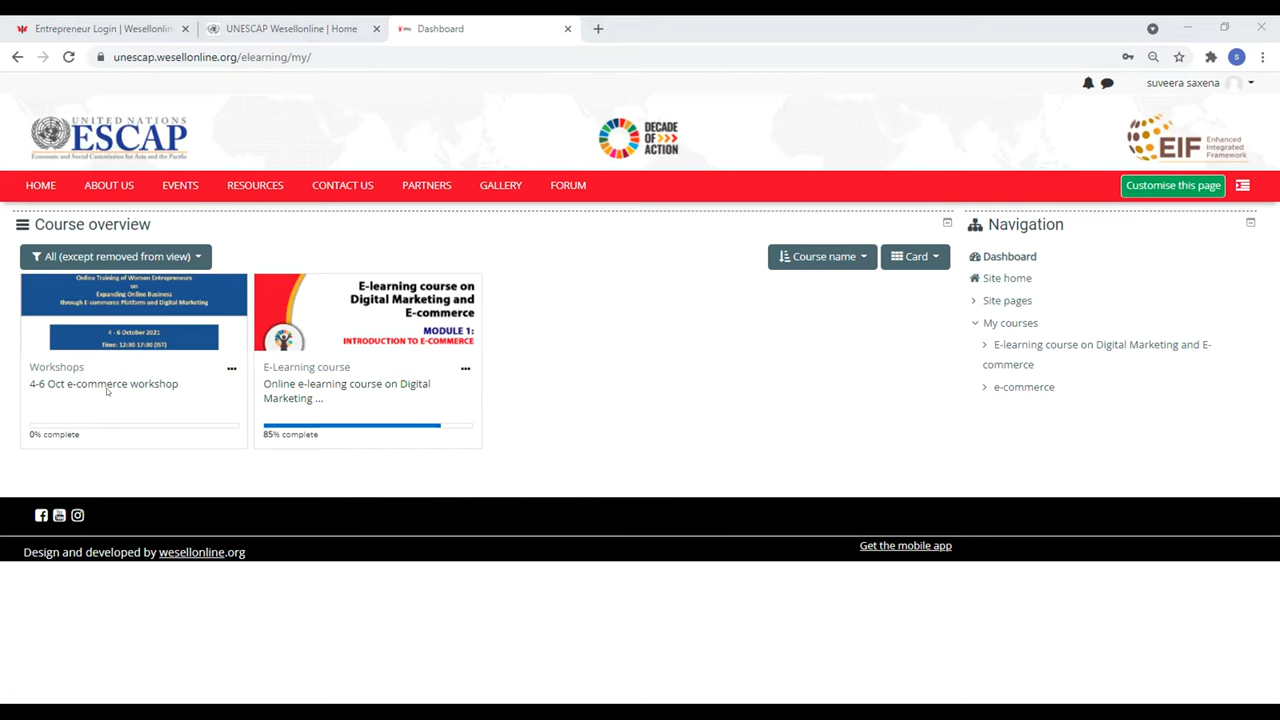 Entrepreneur Login | Wesellonlin
UNESCAP Wesellonline | Home
Dashboard
unescap.wesellonline.org/elearning/my/
S
suveera saxena
UNITED NATIONS
ESCAP
Economic and Social Commission for Asia and the Pacific
DECADE
OF >>>
ACTION
EIF Enhanced
Integrated
Framework
HOME ABOUT US EVENTS RESOURCES CONTACT US PARTNERS GALLERY FORUM
Customise this page
Course overview
Navigation
All (except removed from view)
Course name
Card
Dashboard
Site home
Site pages
My courses
E-learning course on Digital Marketing and E-
commerce
e-commerce
Online Training of Women Entrepreneurs
on
Expanding Online Business
through E-commerce Platform and Digital Marketing
4 - 6 October 2021
Time: 12:30-17:30 (IST)
Workshops
4-6 Oct e-commerce workshop
0% complete
E-learning course on
Digital Marketing and
E-commerce
MODULE 1:
INTRODUCTION TO E-COMMERCE
E-Learning course
Online e-learning course on Digital
Marketing ...
85% complete
Design and developed by wesellonline.org
Get the mobile app